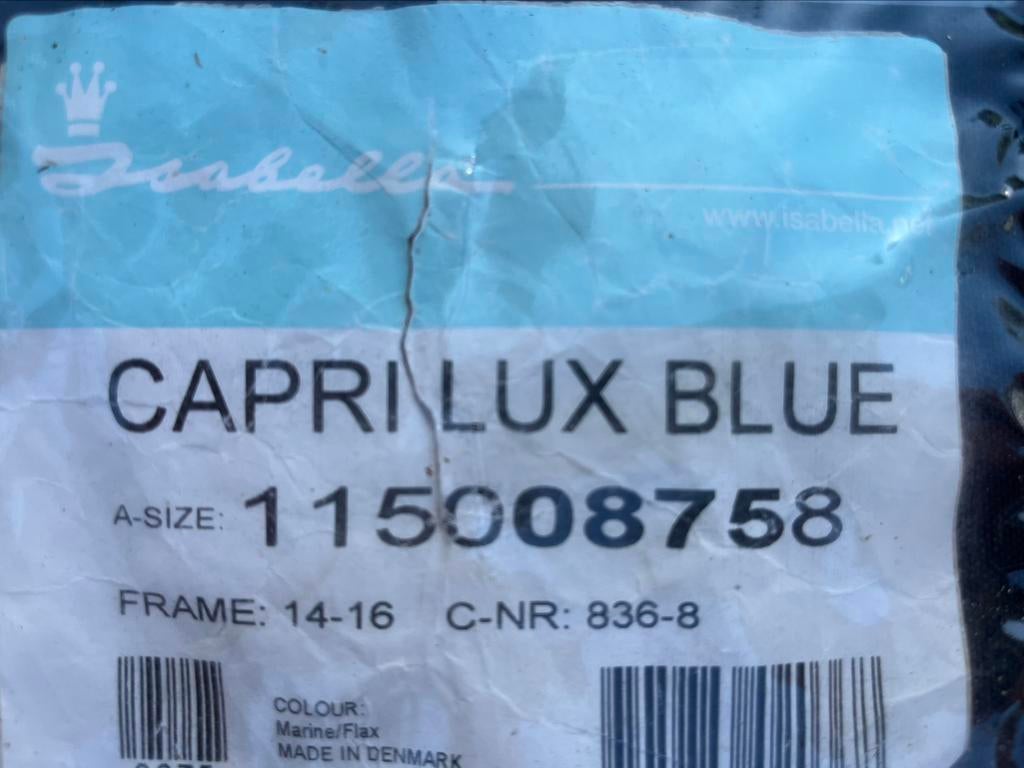 Isabella
www.isabella.net
CAPRI LUX BLUE
A-SIZE: 115008758
FRAME: 14-16 C-NR: 836-8
COLOUR:
Marine/Flax
MADE IN DENMARK